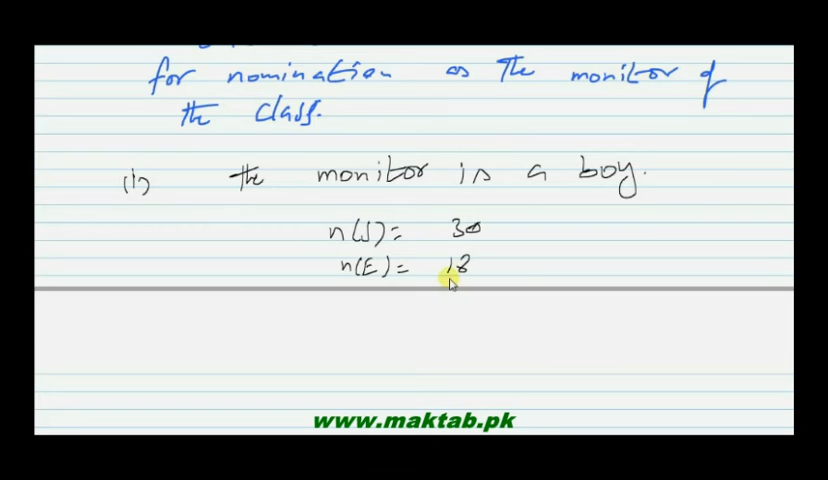 for nomination as the monitor of
the class.
(i) the monitor is a boy.
n(S) = 30
n(E) = 18
www.maktab.pk